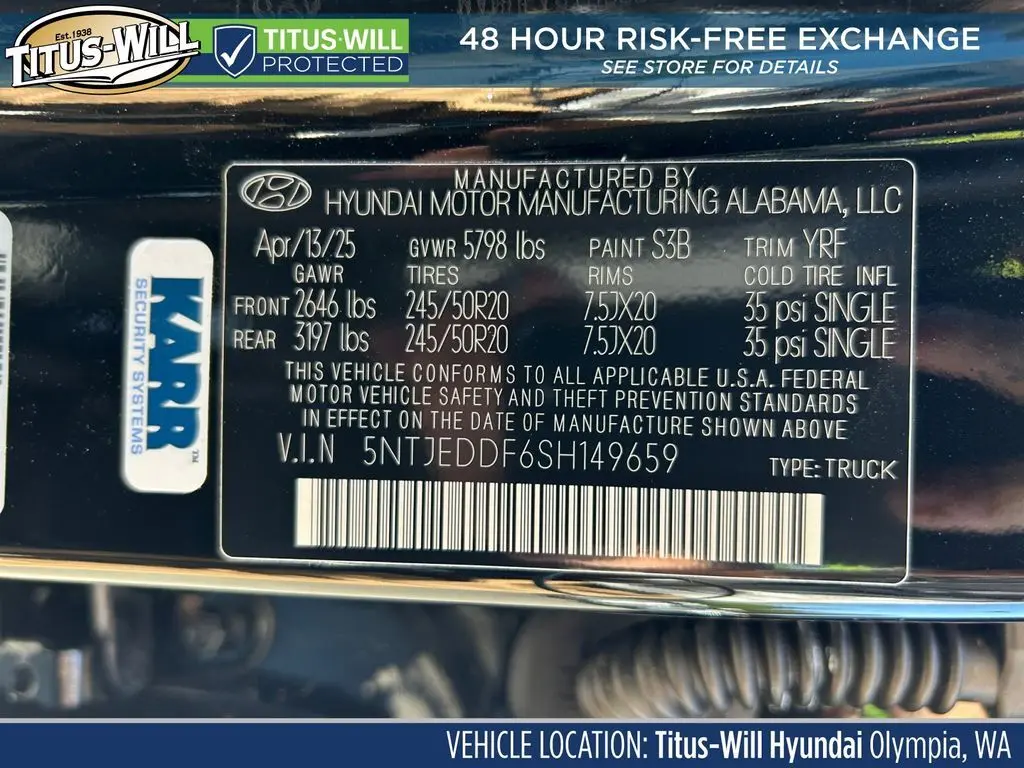 Est.1938
TITUS-WILL
TITUS-WILL
PROTECTED
48 HOUR RISK-FREE EXCHANGE
SEE STORE FOR DETAILS
MANUFACTURED BY
HYUNDAI MOTOR MANUFACTURING ALABAMA, LLC
Apr/13/25 GVWR 5798 lbs PAINT S3B TRIM YRF
GAWR TIRES RIMS COLD TIRE INFL
FRONT 2646 lbs 245/50R20 7.5JX20 35 psi SINGLE
REAR 3197 lbs 245/50R20 7.5JX20 35 psi SINGLE
THIS VEHICLE CONFORMS TO ALL APPLICABLE U.S.A. FEDERAL
MOTOR VEHICLE SAFETY AND THEFT PREVENTION STANDARDS
IN EFFECT ON THE DATE OF MANUFACTURE SHOWN ABOVE
V.I.N 5NTJEDDF6SH149659 TYPE: TRUCK
KARR™
SECURITY SYSTEMS
VEHICLE LOCATION: Titus-Will Hyundai Olympia, WA